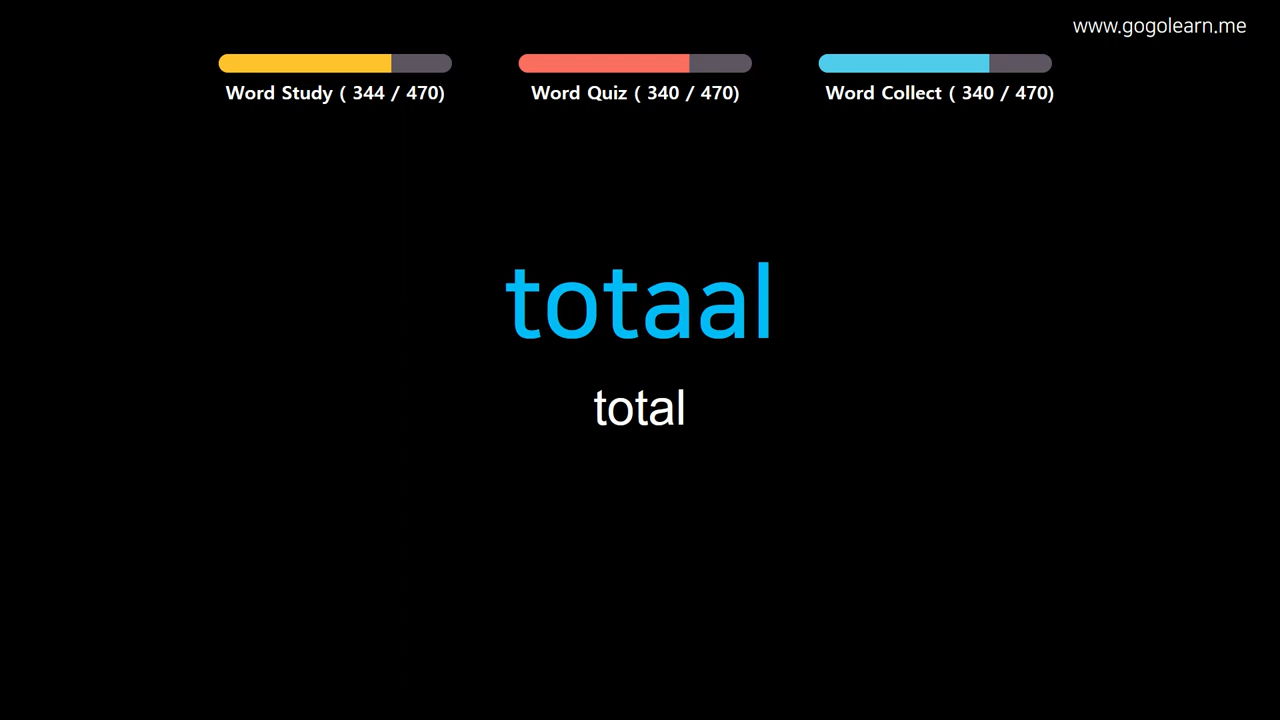 www.gogolearn.me
Word Study ( 344 / 470)
Word Quiz ( 340 / 470)
Word Collect ( 340 / 470)
totaal
total